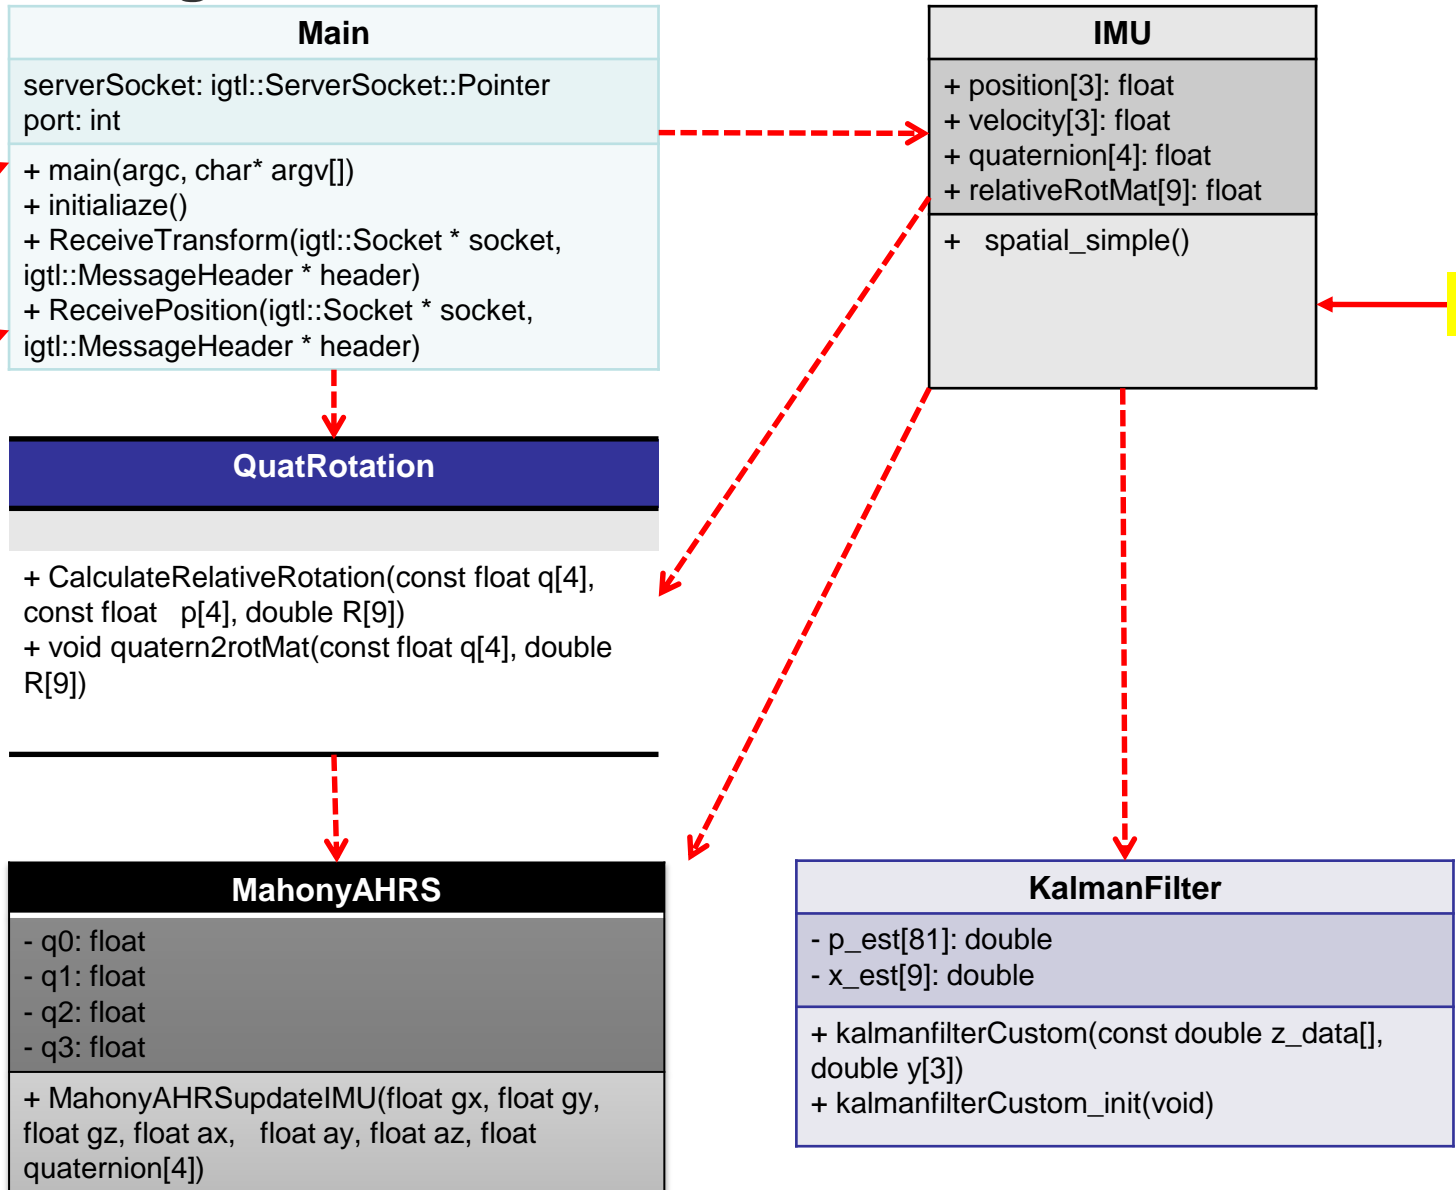 Main
serverSocket: igtl::ServerSocket::Pointer
port: int
+ main(argc, char* argv[])
+ initialiaze()
+ ReceiveTransform(igtl::Socket * socket,
igtl::MessageHeader * header)
+ ReceivePosition(igtl::Socket * socket,
igtl::MessageHeader * header)
IMU
+ position[3]: float
+ velocity[3]: float
+ quaternion[4]: float
+ relativeRotMat[9]: float
+ spatial_simple()
QuatRotation
+ CalculateRelativeRotation(const float q[4],
const float p[4], double R[9])
+ void quatern2rotMat(const float q[4], double
R[9])
MahonyAHRS
- q0: float
- q1: float
- q2: float
- q3: float
+ MahonyAHRSupdateIMU(float gx, float gy,
float gz, float ax, float ay, float az, float
quaternion[4])
KalmanFilter
- p_est[81]: double
- x_est[9]: double
+ kalmanfilterCustom(const double z_data[],
double y[3])
+ kalmanfilterCustom_init(void)